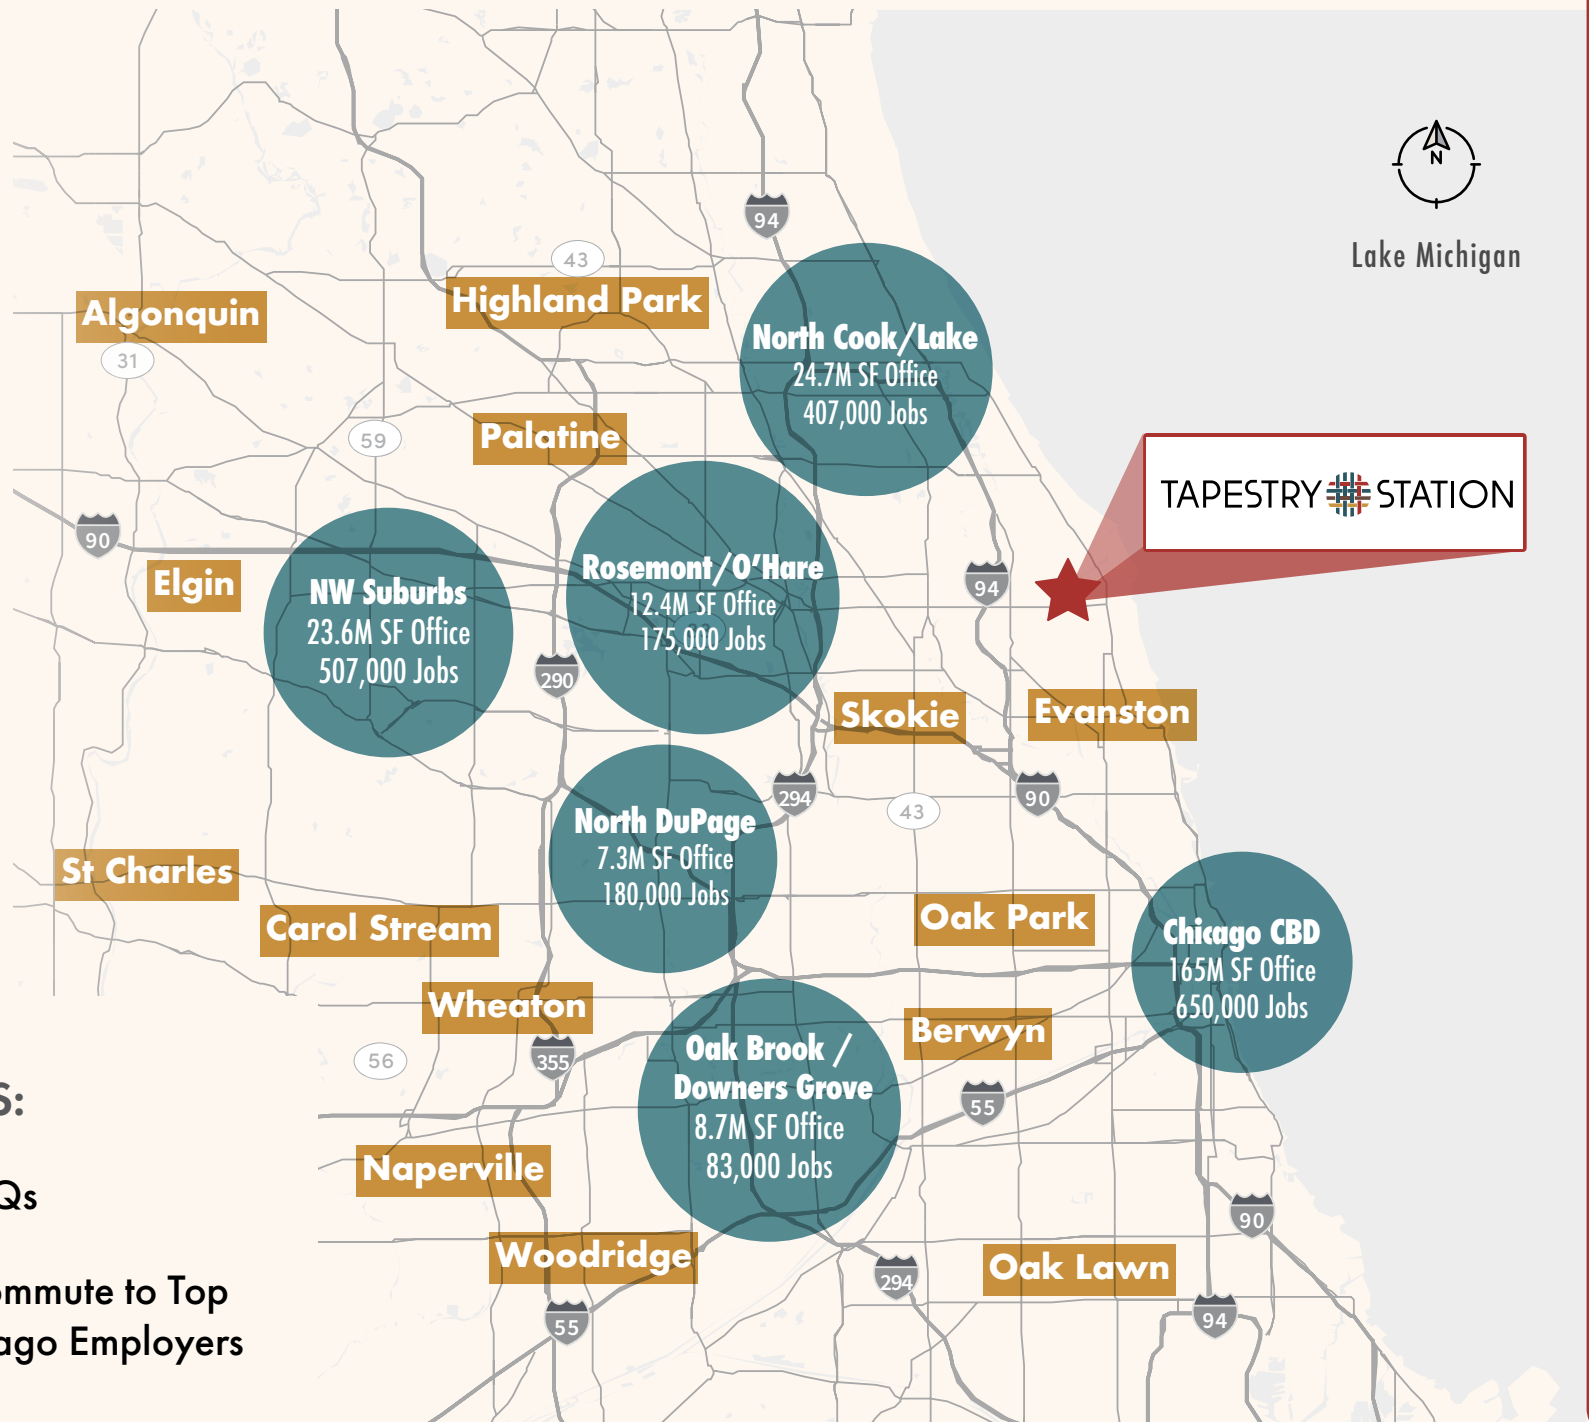 N
Lake Michigan
94
43
Highland Park
Algonquin
31
North Cook/Lake
24.7M SF Office
407,000 Jobs
59
Palatine
TAPESTRY STATION
90
Elgin
NW Suburbs
23.6M SF Office
507,000 Jobs
Rosemont/O'Hare
12.4M SF Office
175,000 Jobs
94
290
Skokie
Evanston
294
43
90
North DuPage
7.3M SF Office
180,000 Jobs
St Charles
Carol Stream
Oak Park
Chicago CBD
165M SF Office
650,000 Jobs
Wheaton
56
355
Berwyn
Oak Brook /
Downers Grove
8.7M SF Office
83,000 Jobs
55
S:
Naperville
Qs
90
Woodridge
Oak Lawn
294
55
94
ommute to Top
ago Employers